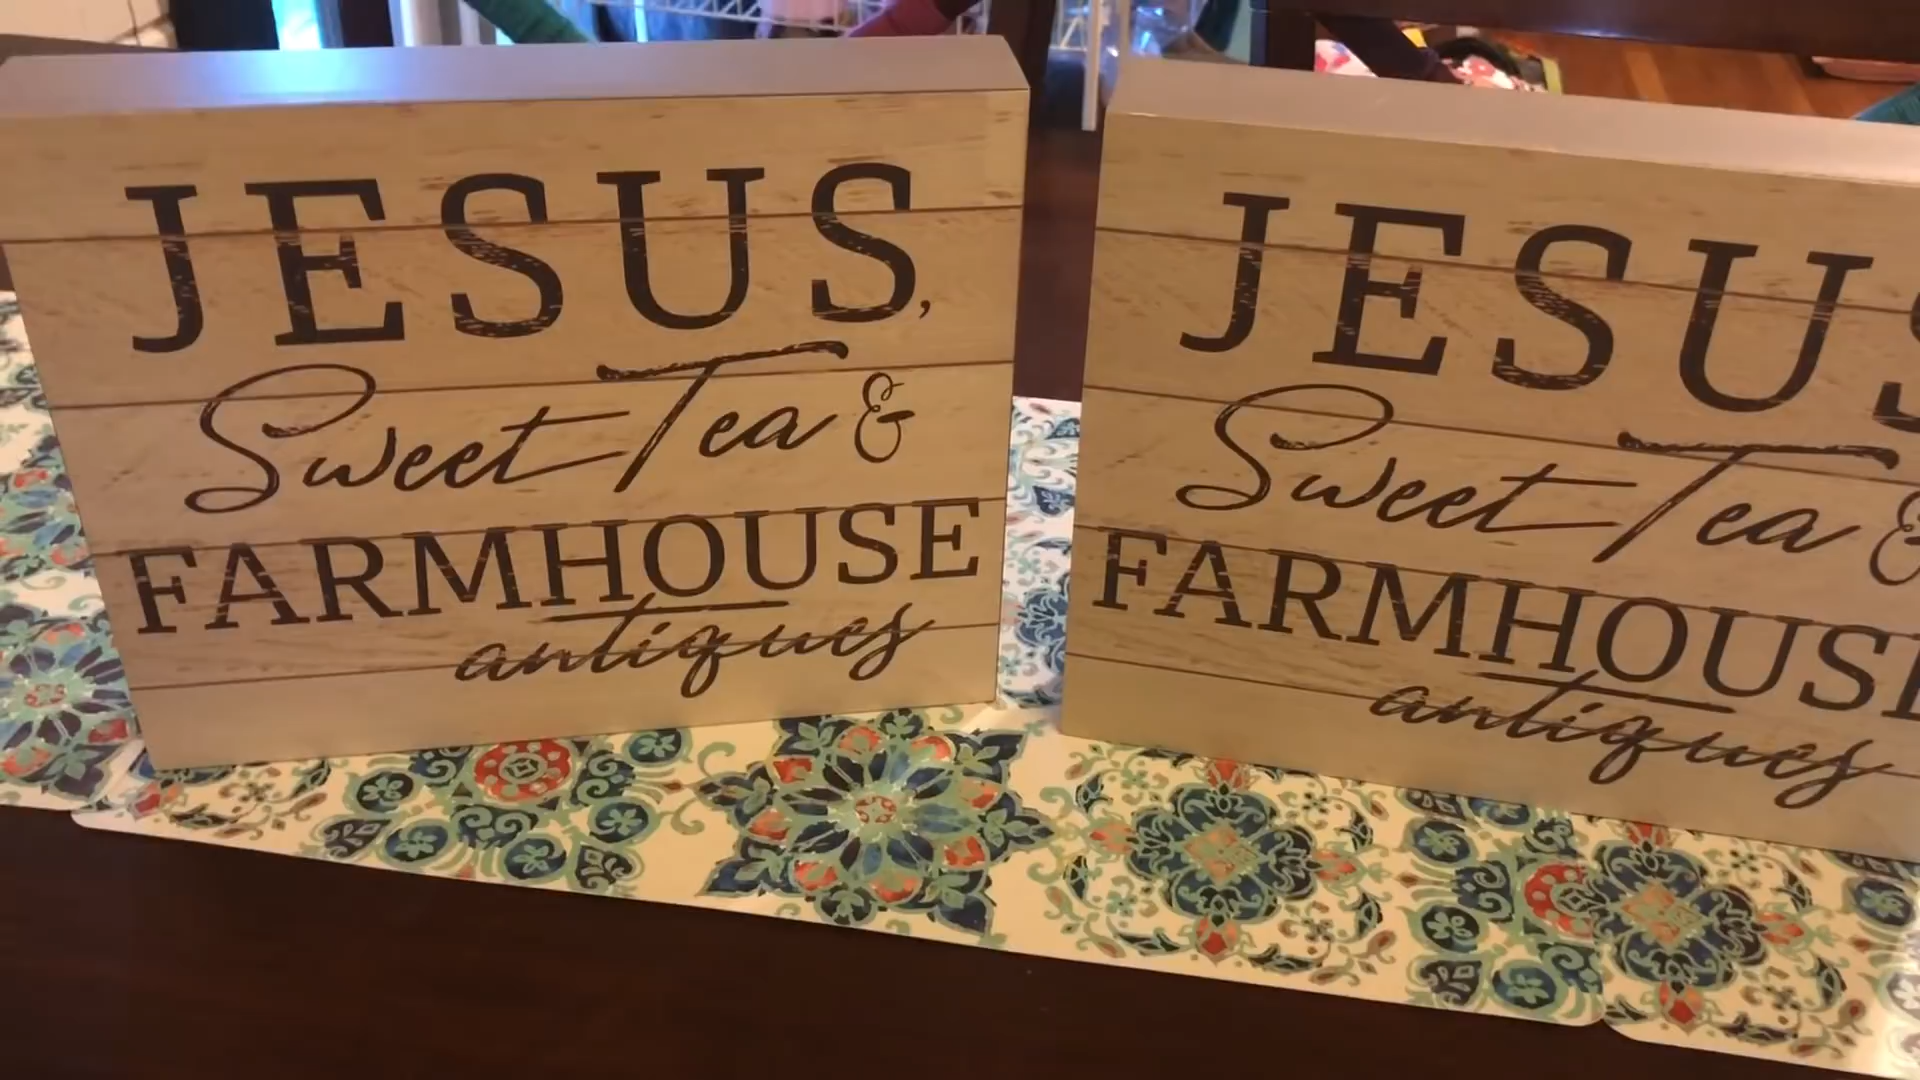 JESUS,
Sweet Tea &
FARMHOUSE
antiques
JESUS
Sweet Tea &
FARMHOUSE
antiques